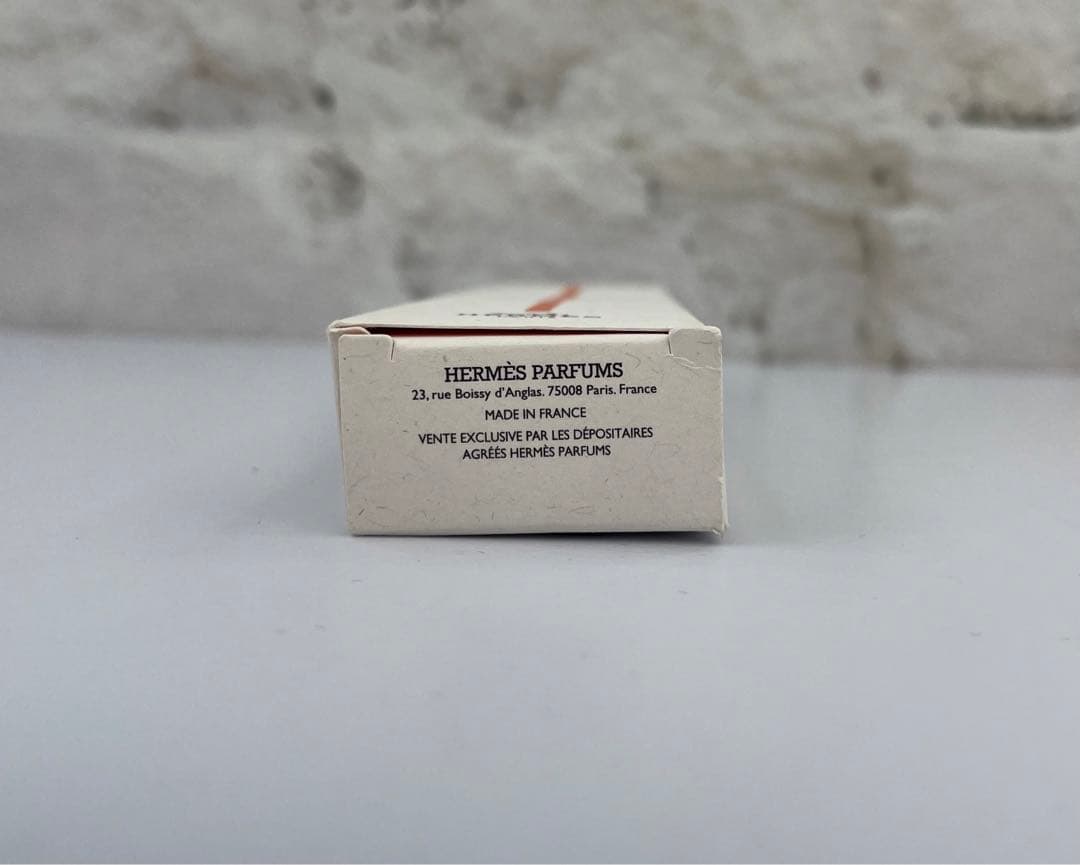 HERMÈS PARFUMS
23, rue Boissy d'Anglas. 75008 Paris. France
MADE IN FRANCE
VENTE EXCLUSIVE PAR LES DÉPOSITAIRES
AGRÉÉS HERMÈS PARFUMS